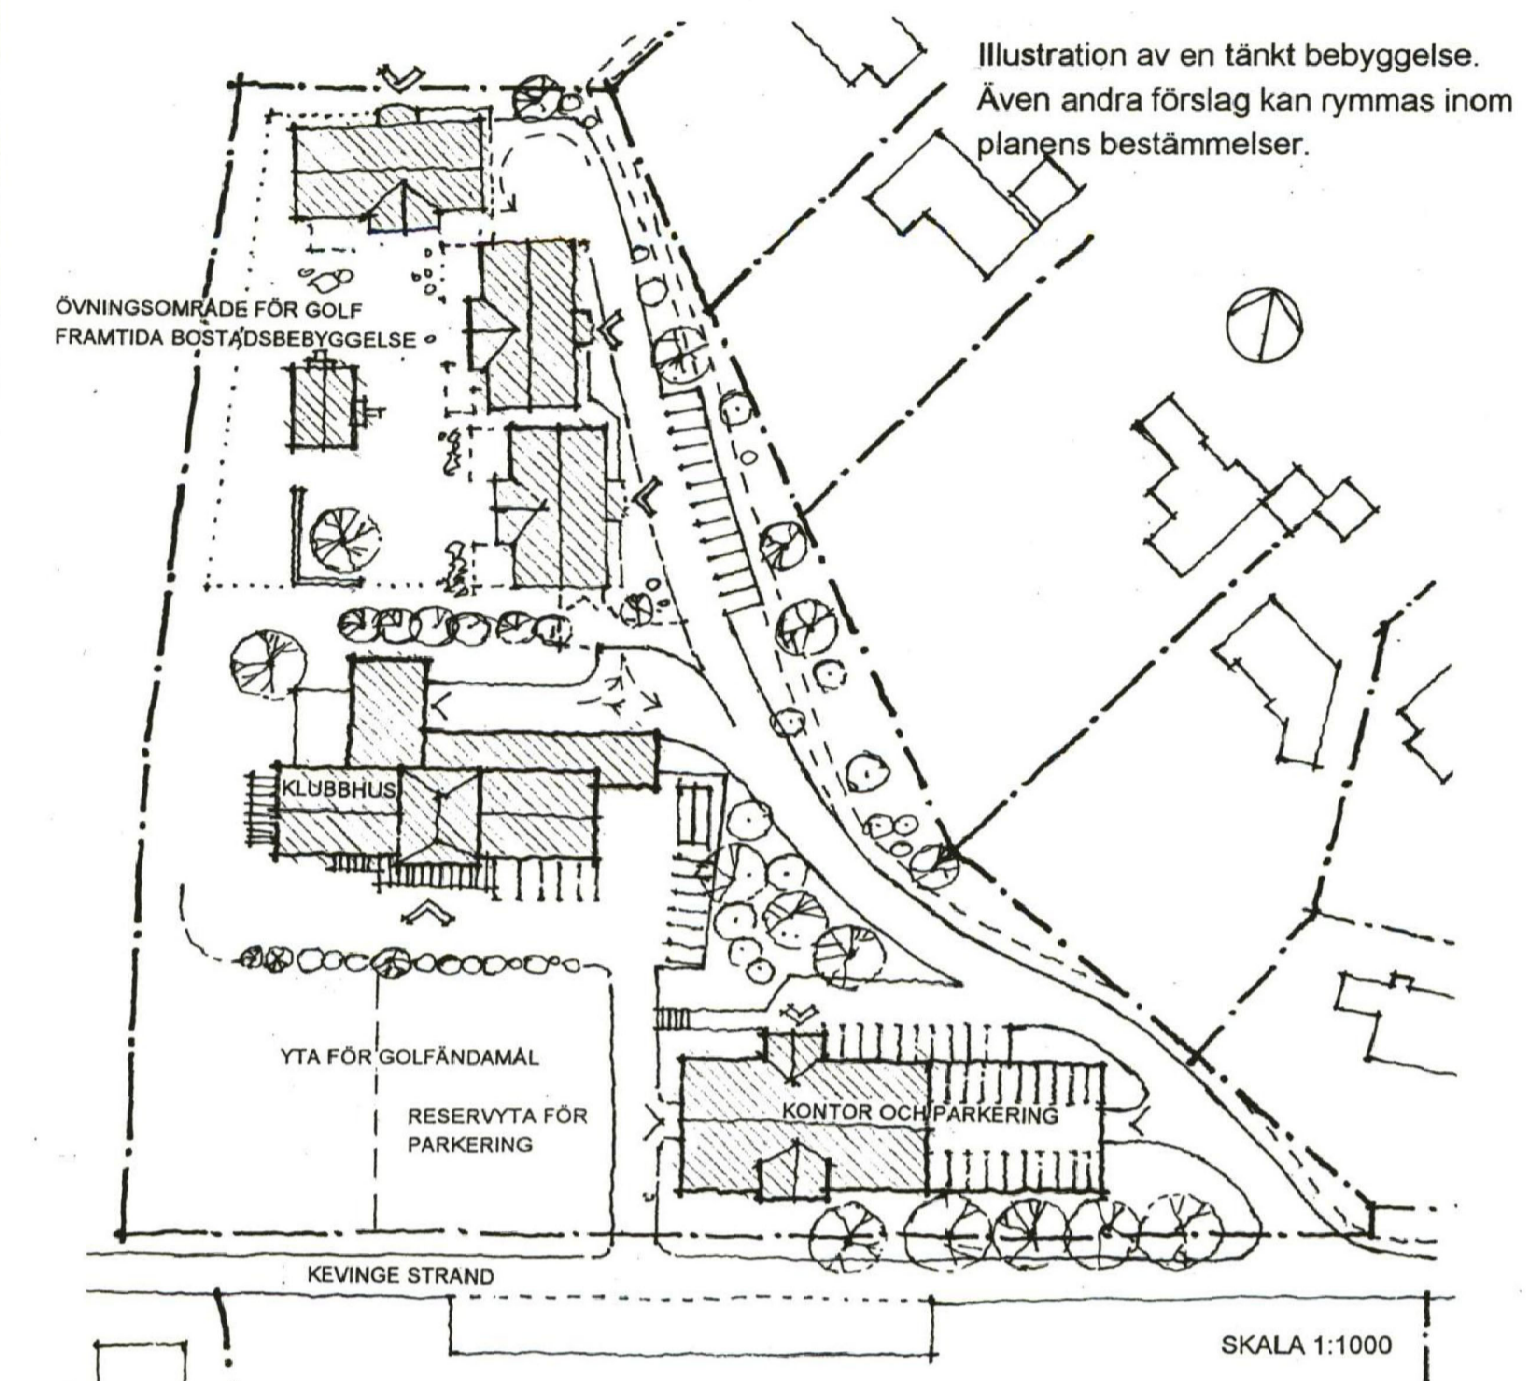 Illustration av en tänkt bebyggelse.
Även andra förslag kan rymmas inom
planens bestämmelser.
ÖVNINGSOMRÅDE FÖR GOLF
FRAMTIDA BOSTADSBEBYGGELSE
KLUBBHUS
YTA FÖR GOLFÄNDAMÅL
RESERVYTA FÖR
PARKERING
KONTOR OCH PARKERING
KEVINGE STRAND
SKALA 1:1000